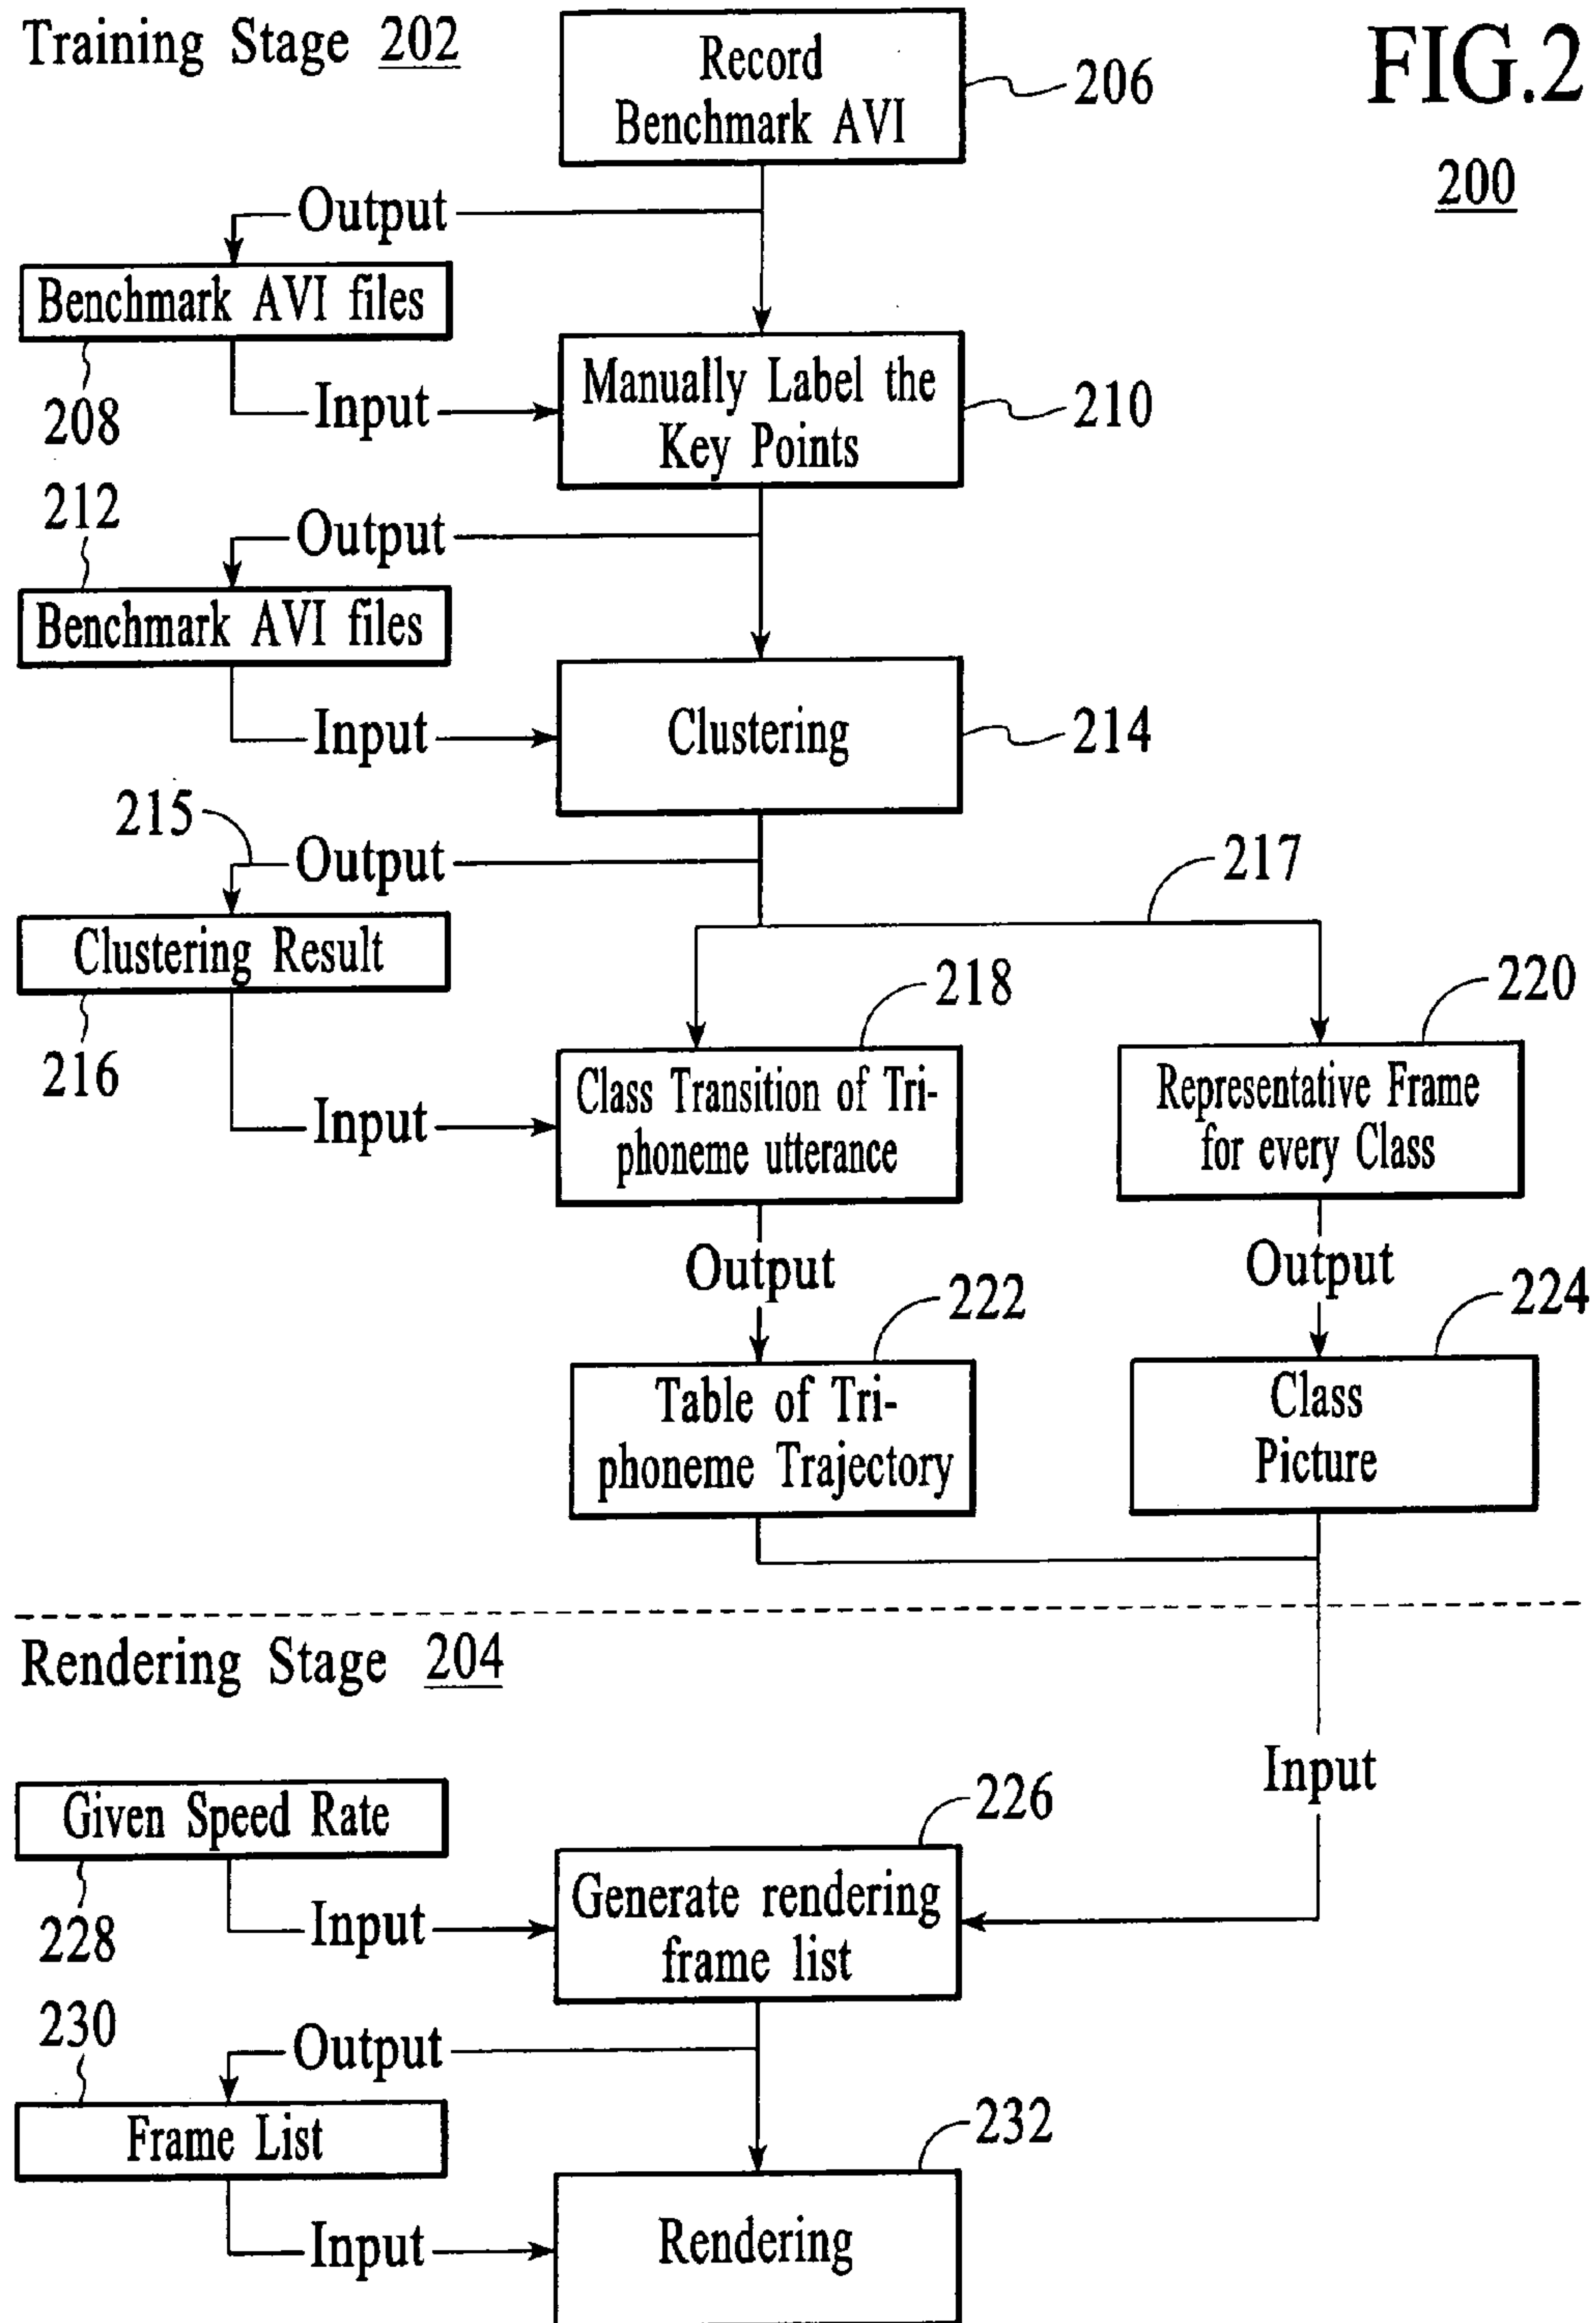 Training Stage 202
Record
Benchmark AVI
206
FIG.2
200
Output
Benchmark AVI files
208
Input
Manually Label the
Key Points
210
212
Output
Benchmark AVI files
Input
Clustering
214
215
Output
217
Clustering Result
216
218
220
Input
Class Transition of Tri-
phoneme utterance
Representative Frame
for every Class
Output
Output
222
224
Table of Tri-
phoneme Trajectory
Class
Picture
Rendering Stage 204
Input
Given Speed Rate
228
226
Input
Generate rendering
frame list
230
Output
Frame List
232
Input
Rendering